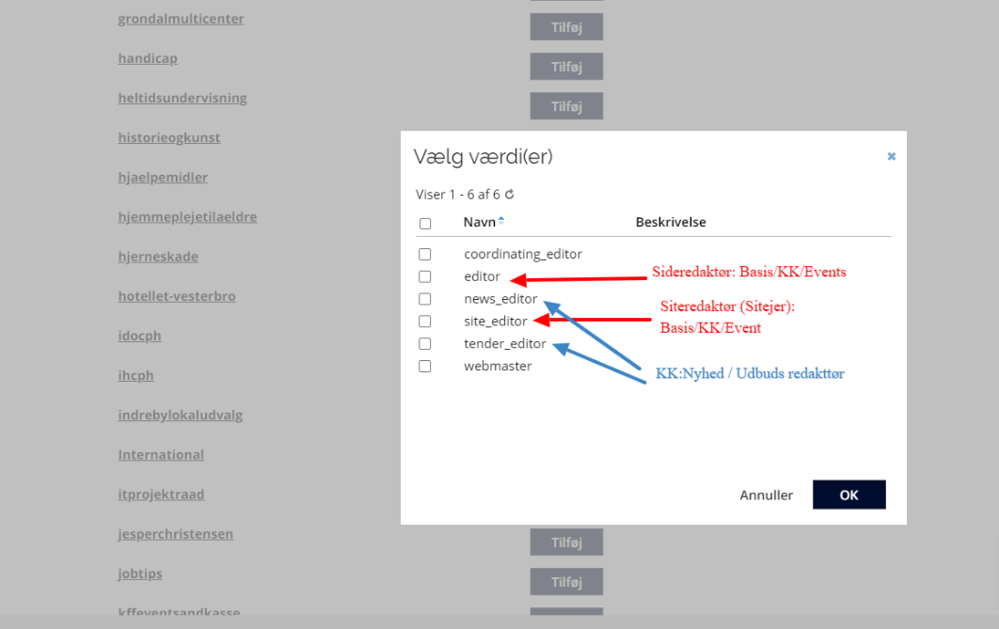 grondalmulticenter
Tilføj
handicap
Tilføj
heltidsundervisning
Tilføj
historieogkunst
hjaelpemidler
hjemmeplejetilaeldre
hjerneskade
hotellet-vesterbro
idocph
ihcph
indrebylokaludvalg
International
itprojektraad
jesperchristensen
Tilføj
jobtips
Tilføj
kffeventsandkasse
Vælg værdi(er)
Viser 1 - 6 af 6
Navn Beskrivelse
coordinating_editor
editor
news_editor
site_editor
tender_editor
webmaster
Sideredaktør: Basis/KK/Events
Siteredaktør (Sitejer):
Basis/KK/Event
KK:Nyhed / Udbuds redakttør
Annuller OK